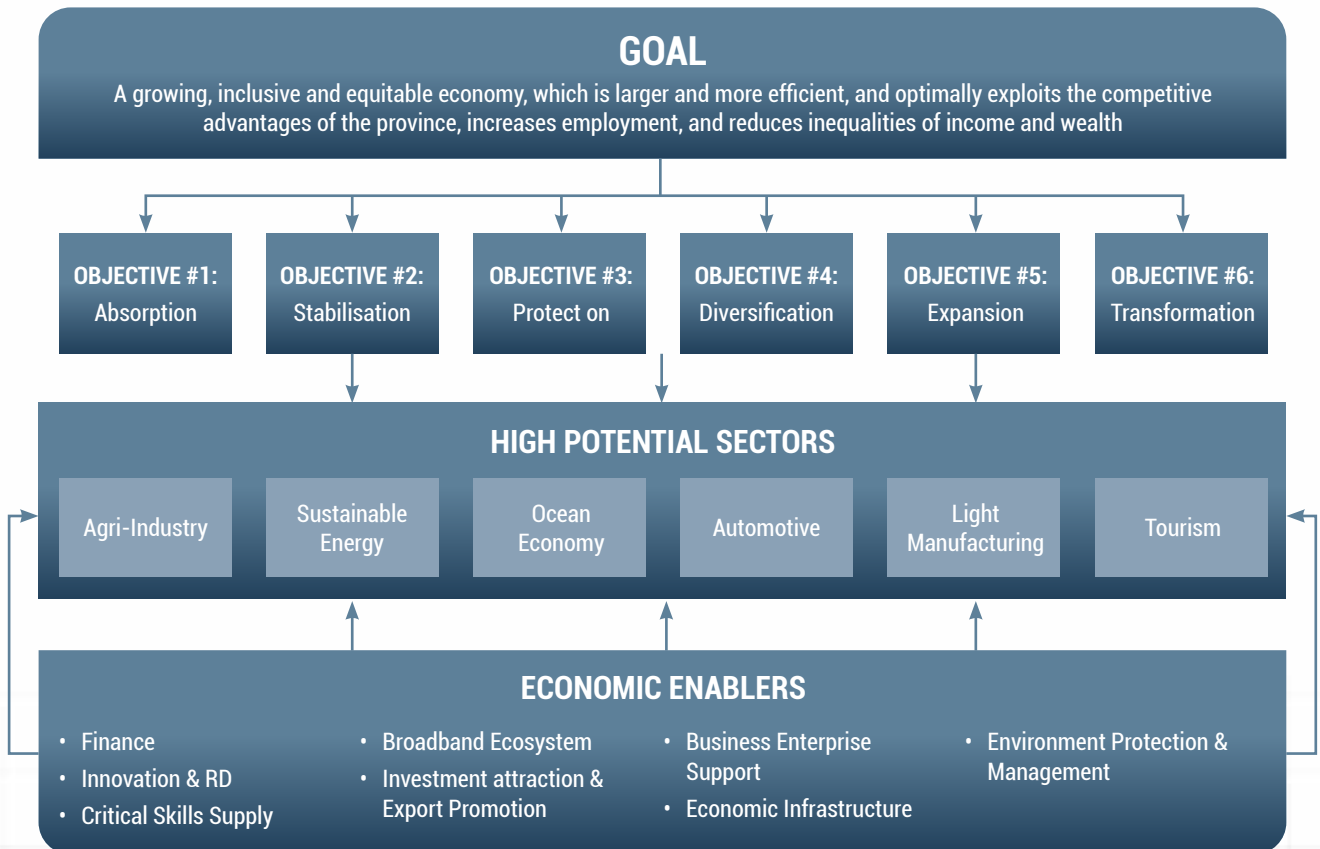 GOAL
A growing, inclusive and equitable economy, which is larger and more efficient, and optimally exploits the competitive
advantages of the province, increases employment, and reduces inequalities of income and wealth
OBJECTIVE #1:
Absorption
OBJECTIVE #2:
Stabilisation
OBJECTIVE #3:
Protect on
OBJECTIVE #4:
Diversification
OBJECTIVE #5:
Expansion
OBJECTIVE #6:
Transformation
HIGH POTENTIAL SECTORS
Agri-Industry
Sustainable
Energy
Ocean
Economy
Automotive
Light
Manufacturing
Tourism
ECONOMIC ENABLERS
• Finance
• Innovation & RD
• Critical Skills Supply
• Broadband Ecosystem
• Investment attraction &
Export Promotion
• Business Enterprise
Support
• Economic Infrastructure
• Environment Protection &
Management